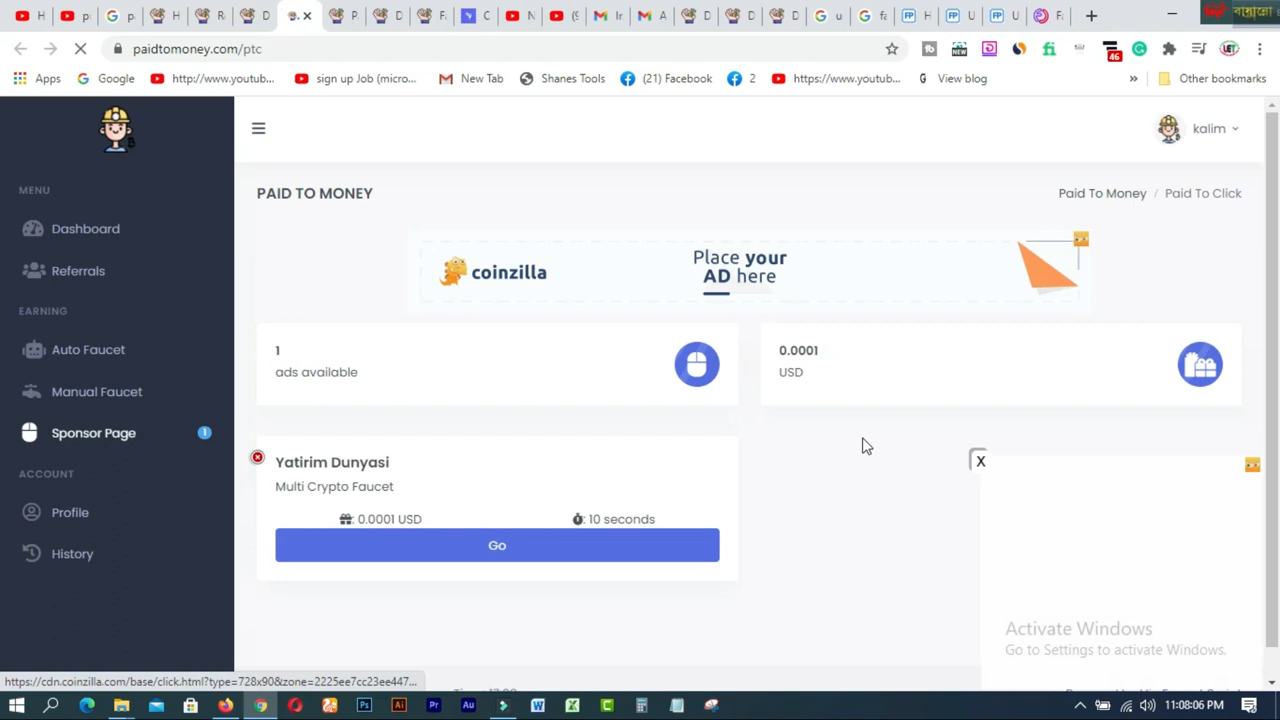 paidtomoney.com/ptc
46
Apps
Google
http://www.youtub...
sign up Job (micro...
New Tab
Shanes Tools
(21) Facebook
2
https://www.youtub...
View blog
»
Other bookmarks
kalim
MENU
Dashboard
Referrals
EARNING
Auto Faucet
Manual Faucet
Sponsor Page
1
ACCOUNT
Profile
History
PAID TO MONEY
Paid To Money / Paid To Click
coinzilla
Place your
AD here
1
ads available
0.0001
USD
Yatirim Dunyasi
Multi Crypto Faucet
: 0.0001 USD
: 10 seconds
Go
X
Activate Windows
Go to Settings to activate Windows.
https://cdn.coinzilla.com/base/click.html?type=728x90&zone=2225ee7cc23ee447...
11:08:06 PM